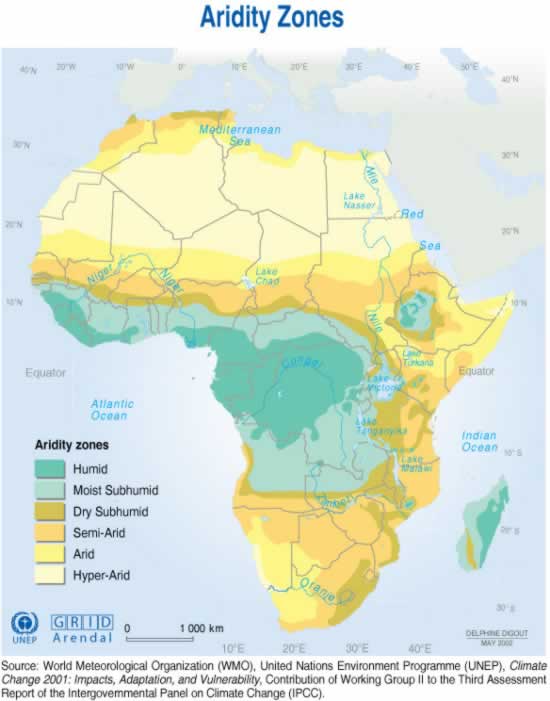 Aridity Zones
20°W 10°W 0° 10°E 20°E 30°E 40°E 50°E
40°N 40°N
Mediterranean
Sea
30°N 30°N
Nile
Lake
Nasser
Red
Sea
20°N 20°N
Niger Niger
Lake
Chad
10°N 10°N
Nile
Lake
Turkana
Equator Equator
Congo
Lake
Victoria
Atlantic
Ocean
Lake
Tanganyika
Indian
Ocean
Lake
Malawi
10° S
Aridity zones
Humid
Moist Subhumid
Dry Subhumid
Semi-Arid
Arid
Hyper-Arid
20° S
Oranje
30° S
UNEP
GRID
Arendal
0 1 000 km
10°E 20°E 30°E 40°E
DELPHINE DIGOUT
MAY 2002
Source: World Meteorological Organization (WMO), United Nations Environment Programme (UNEP), Climate
Change 2001: Impacts, Adaptation, and Vulnerability, Contribution of Working Group II to the Third Assessment
Report of the Intergovernmental Panel on Climate Change (IPCC).